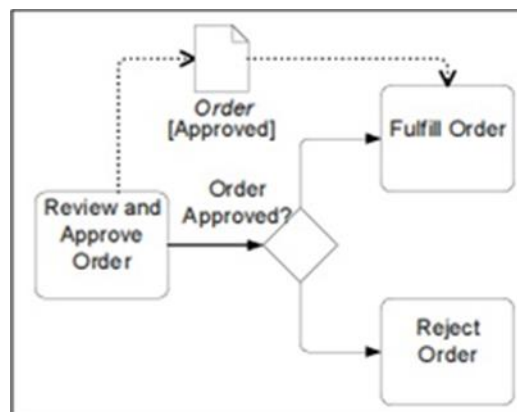 Order
[Approved]
Fulfill Order
Order
Approved?
Review and
Approve
Order
Reject
Order